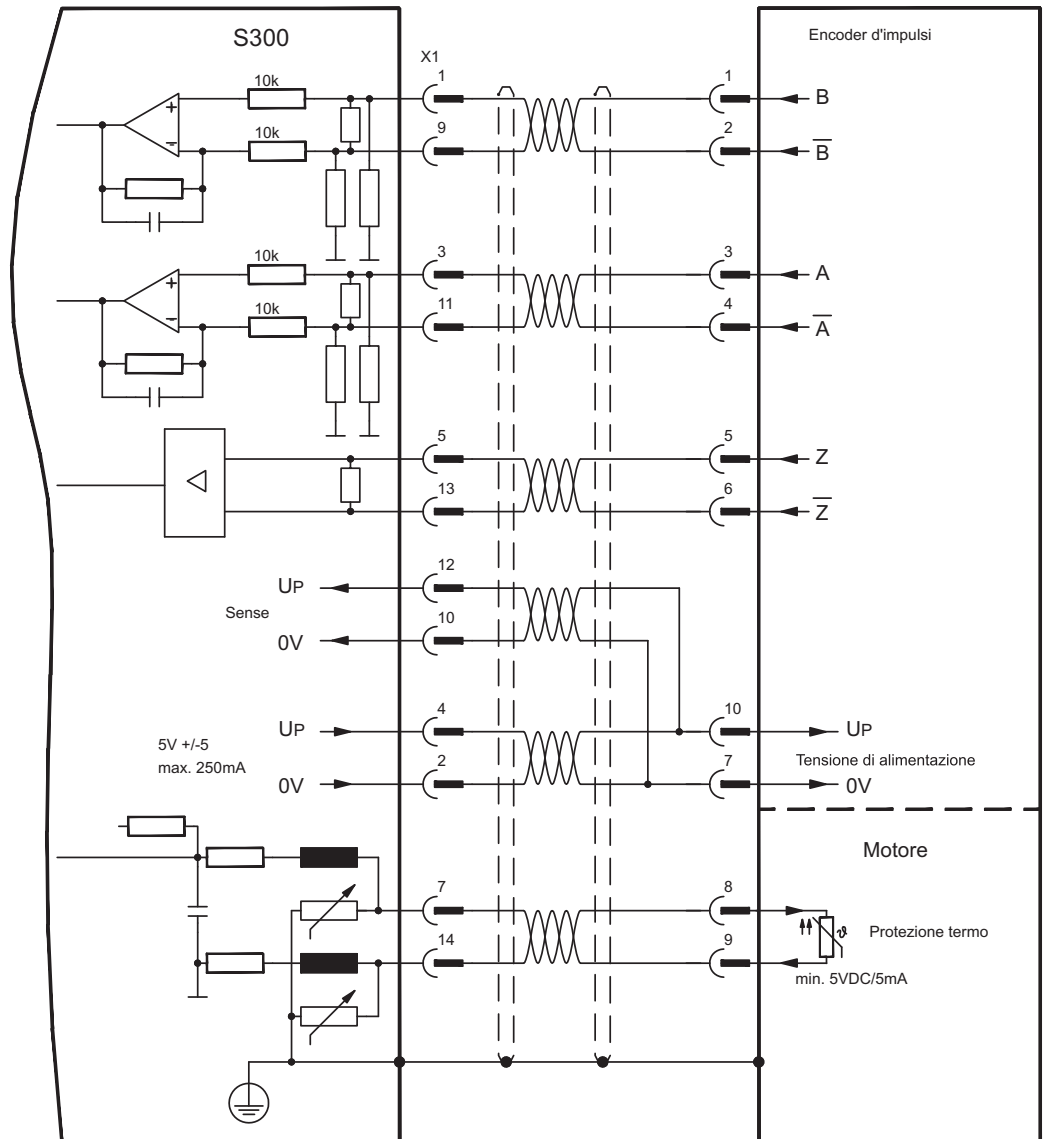 S300
Encoder d'impulsi
X1
10k
1
1
B
10k
9
2
B̅
10k
3
3
A
10k
11
4
A̅
5
5
Z
13
6
Z̅
12
UP
Sense
10
0V
4
10
UP
UP
5V +/-5
max. 250mA
Tensione di alimentazione
2
7
0V
0V
Motore
7
8
ϑ
Protezione termo
14
9
min. 5VDC/5mA